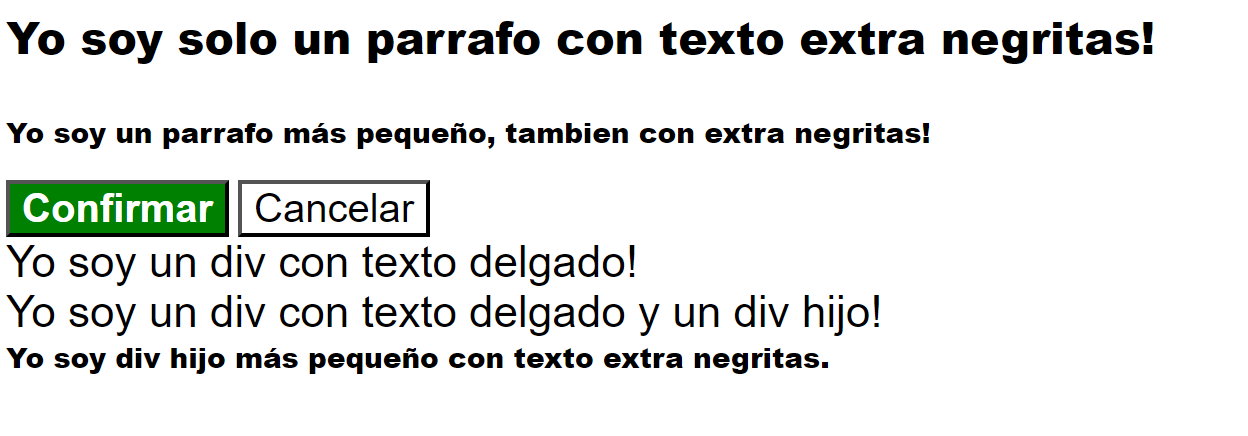 Yo soy solo un parrafo con texto extra negritas!
Yo soy un parrafo más pequeño, tambien con extra negritas!
Confirmar Cancelar
Yo soy un div con texto delgado!
Yo soy un div con texto delgado y un div hijo!
Yo soy div hijo más pequeño con texto extra negritas.